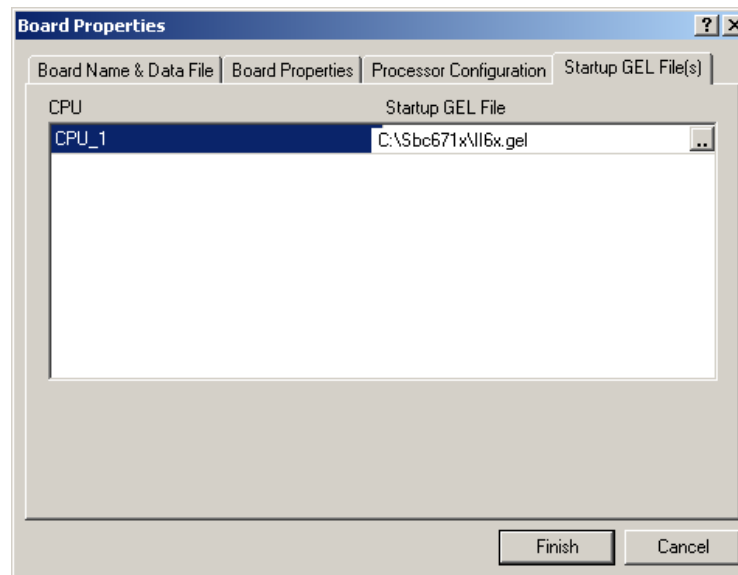 Board Properties
Board Name & Data File Board Properties Processor Configuration Startup GEL File(s)
CPU Startup GEL File
CPU_1 C:\Sbc671x\II6x.gel ..
Finish Cancel